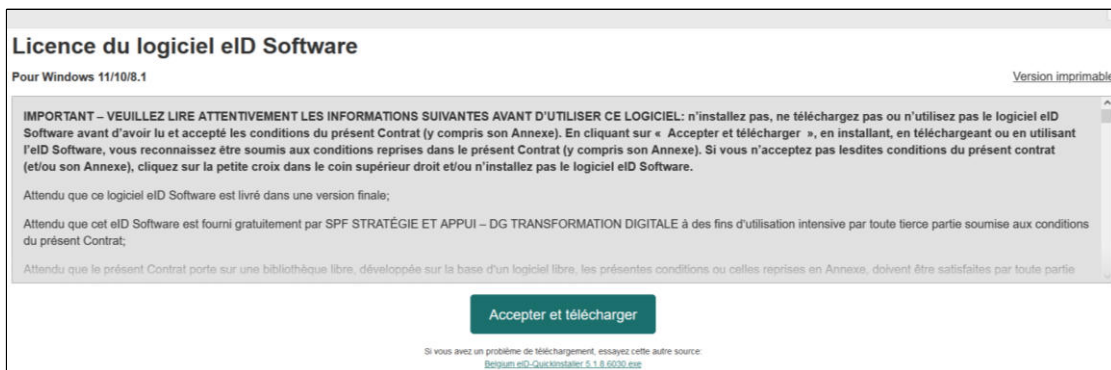 Licence du logiciel eID Software
Pour Windows 11/10/8.1
Version imprimable
IMPORTANT – VEUILLEZ LIRE ATTENTIVEMENT LES INFORMATIONS SUIVANTES AVANT D'UTILISER CE LOGICIEL: n'installez pas, ne téléchargez pas ou n'utilisez pas le logiciel eID
Software avant d'avoir lu et accepté les conditions du présent Contrat (y compris son Annexe). En cliquant sur « Accepter et télécharger », en installant, en téléchargeant ou en utilisant
l'eID Software, vous reconnaissez être soumis aux conditions reprises dans le présent Contrat (y compris son Annexe). Si vous n'acceptez pas lesdites conditions du présent contrat
(et/ou son Annexe), cliquez sur la petite croix dans le coin supérieur droit et/ou n'installez pas le logiciel eID Software.
Attendu que ce logiciel eID Software est livré dans une version finale;
Attendu que cet eID Software est fourni gratuitement par SPF STRATÉGIE ET APPUI – DG TRANSFORMATION DIGITALE à des fins d'utilisation intensive par toute tierce partie soumise aux conditions
du présent Contrat;
Attendu que le présent Contrat porte sur une bibliothèque libre, développée sur la base d'un logiciel libre, les présentes conditions ou celles reprises en Annexe, doivent être satisfaites par toute partie
Accepter et télécharger
Si vous avez un problème de téléchargement, essayez cette autre source:
Belgium eID-Quickinstaller 5.1.8.6030.exe